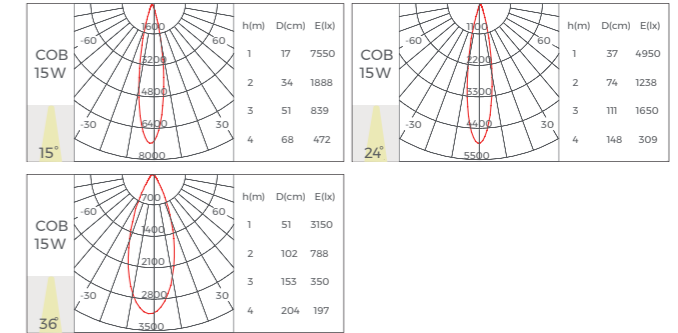 COB
15W
15°
-60
60
-30
30
1600
3200
4800
6400
8000
h(m) D(cm) E(lx)
1 17 7550
2 34 1888
3 51 839
4 68 472
COB
15W
24°
-60
60
-30
30
1100
2200
3300
4400
5500
h(m) D(cm) E(lx)
1 37 4950
2 74 1238
3 111 1650
4 148 309
COB
15W
36°
-60
60
-30
30
700
1400
2100
2800
3500
h(m) D(cm) E(lx)
1 51 3150
2 102 788
3 153 350
4 204 197